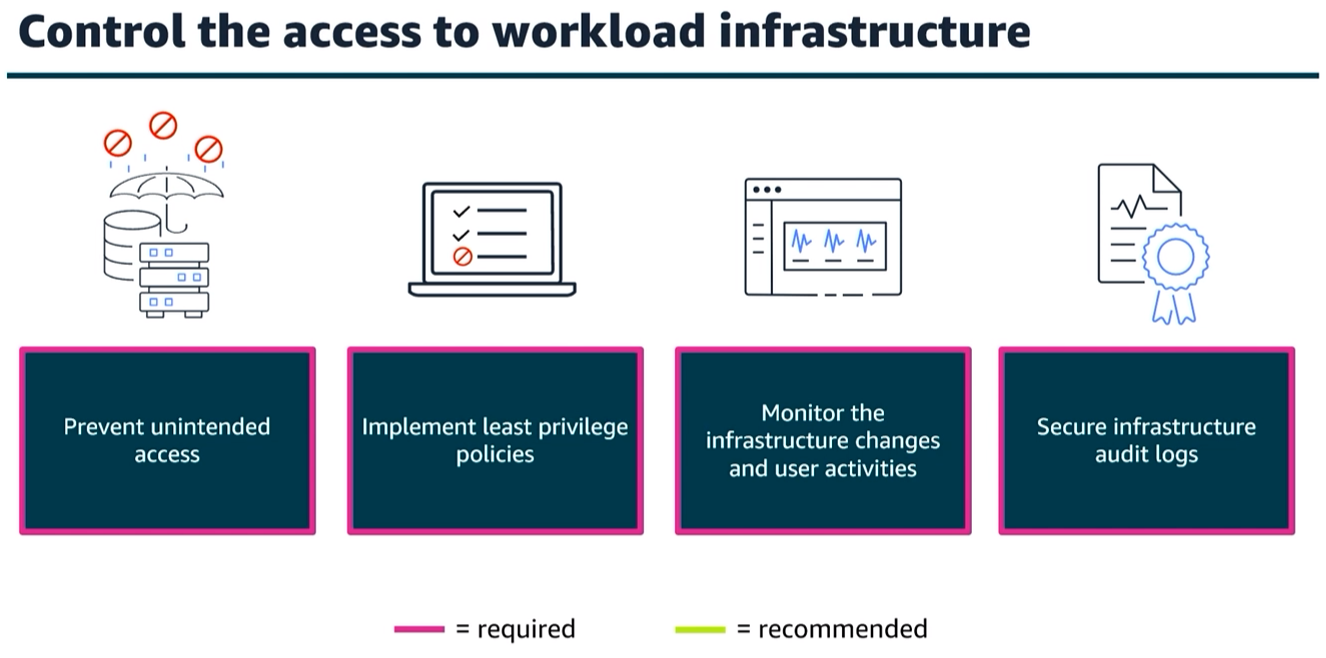 Control the access to workload infrastructure
Prevent unintended
access
Implement least privilege
policies
Monitor the
infrastructure changes
and user activities
Secure infrastructure
audit logs
= required
= recommended